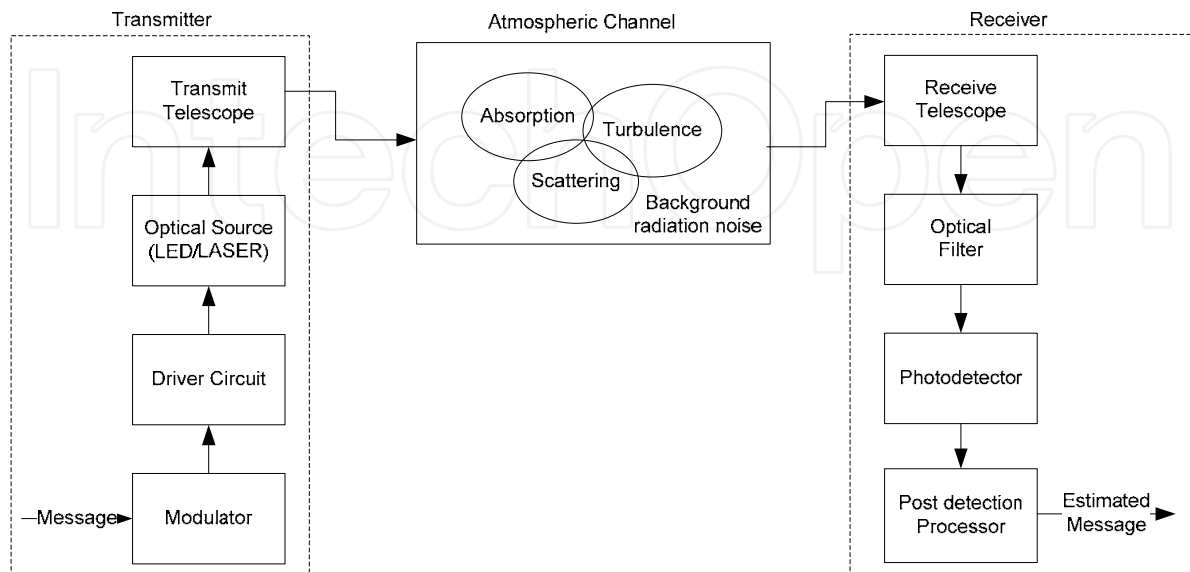 Transmitter
Atmospheric Channel
Receiver
IntechOpen
Transmit
Telescope
Optical Source
(LED/LASER)
Driver Circuit
Message
Modulator
Absorption
Turbulence
Scattering
Background
radiation noise
Receive
Telescope
Optical
Filter
Photodetector
Post detection
Processor
Estimated
Message